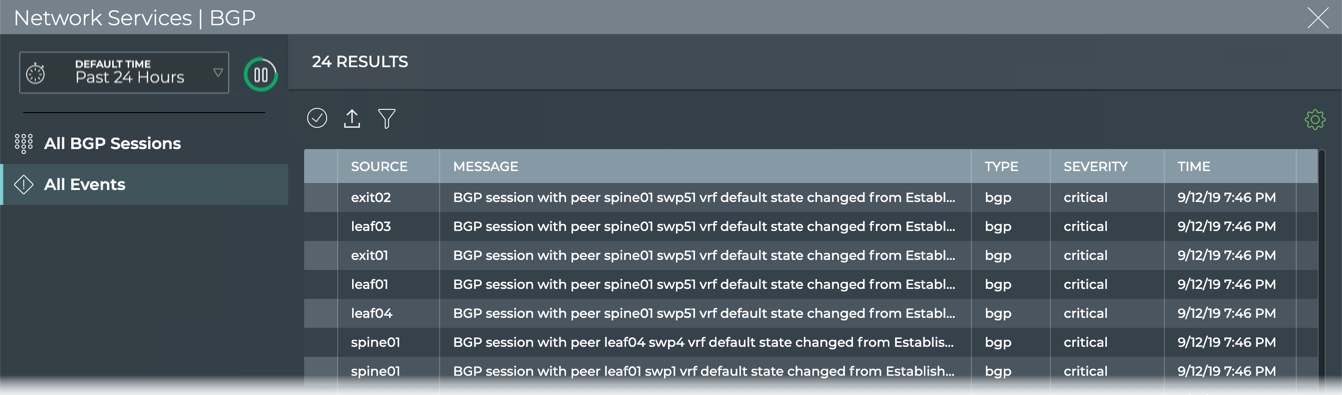 Network Services | BGP
DEFAULT TIME
Past 24 Hours
24 RESULTS
All BGP Sessions
All Events
SOURCE MESSAGE TYPE SEVERITY TIME
exit02 BGP session with peer spine01 swp51 vrf default state changed from Establ... bgp critical 9/12/19 7:46 PM
leaf03 BGP session with peer spine01 swp51 vrf default state changed from Establ... bgp critical 9/12/19 7:46 PM
exit01 BGP session with peer spine01 swp51 vrf default state changed from Establ... bgp critical 9/12/19 7:46 PM
leaf01 BGP session with peer spine01 swp51 vrf default state changed from Establ... bgp critical 9/12/19 7:46 PM
leaf04 BGP session with peer spine01 swp51 vrf default state changed from Establ... bgp critical 9/12/19 7:46 PM
spine01 BGP session with peer leaf04 swp4 vrf default state changed from Establis... bgp critical 9/12/19 7:46 PM
spine01 BGP session with peer leaf01 swp1 vrf default state changed from Establish... bgp critical 9/12/19 7:46 PM